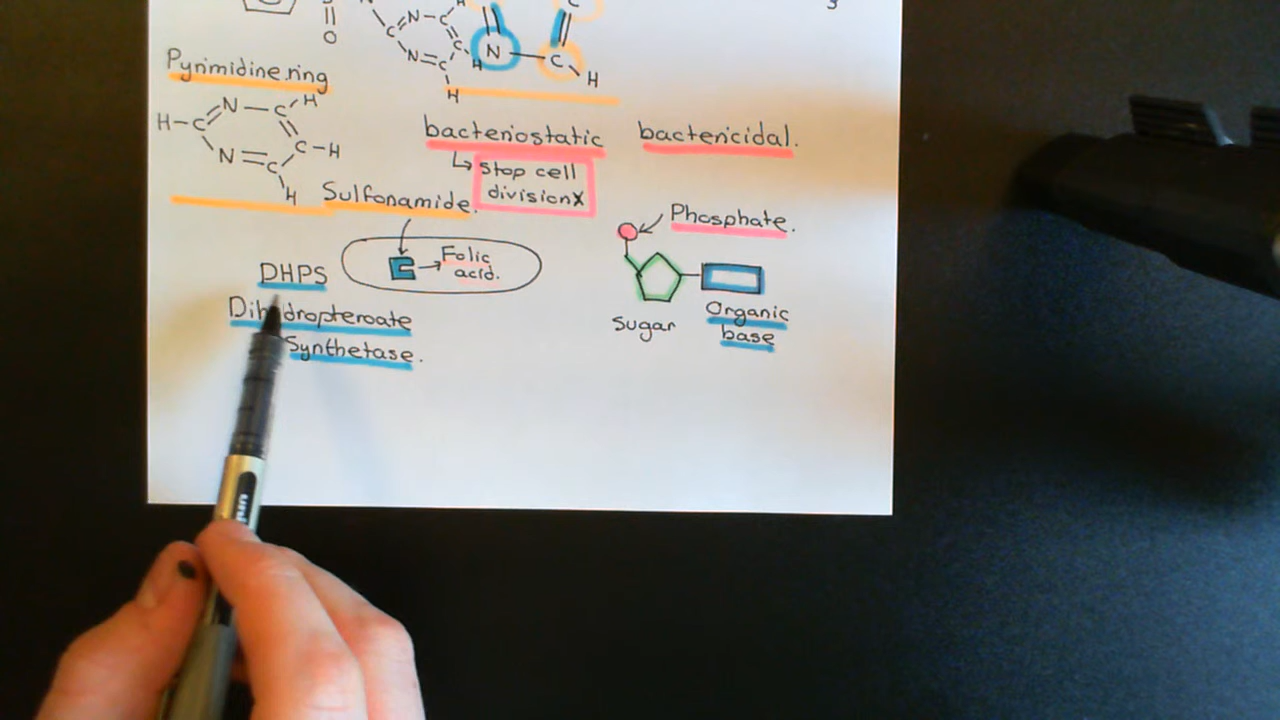 O
N
C
N
C
C
C
H
H
N
C
C
H
Pyrimidine ring
H
N
C
H
H
C
C
H
N
C
H
bacteriostatic
bactericidal.
↳ Stop cell
division X
Sulfonamide.
Phosphate.
Folic
acid.
DHPS
Dihydropteroate
Synthetase.
Sugar
Organic
base